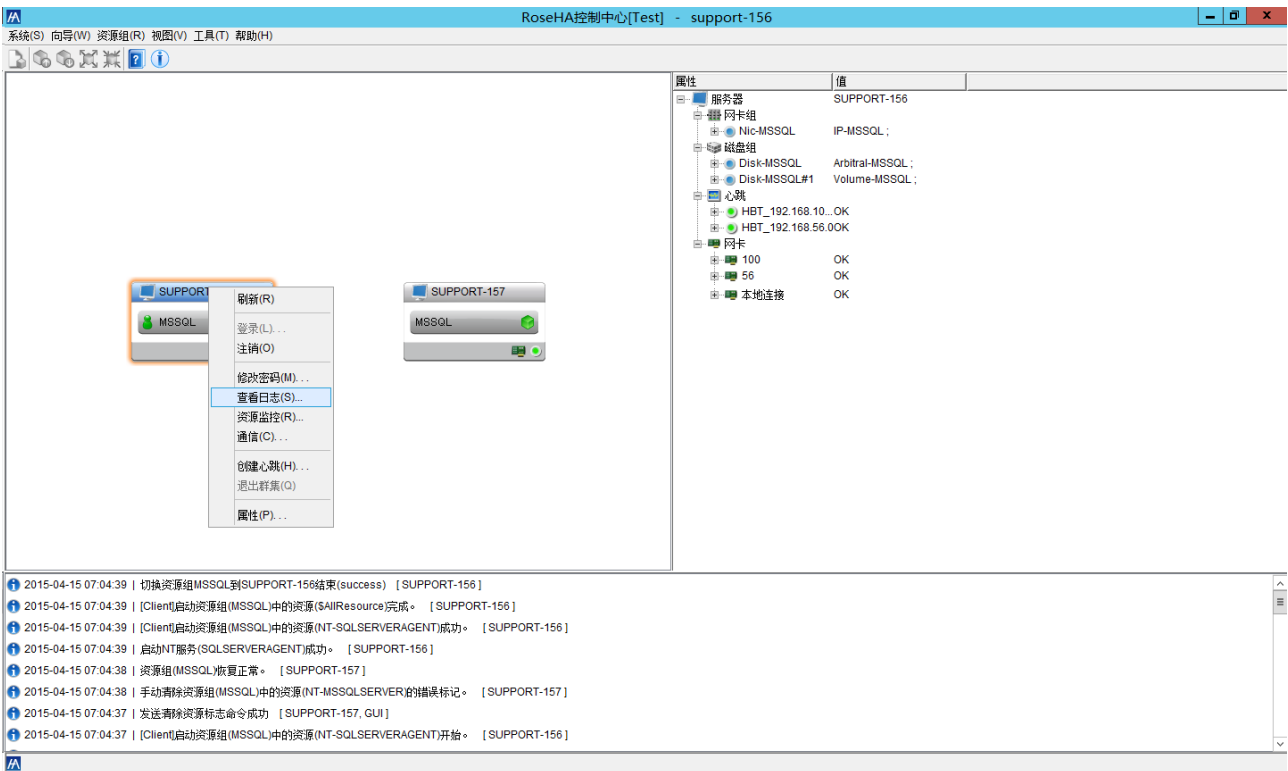 RoseHA控制中心[Test] - support-156
系统(S) 向导(W) 资源组(R) 视图(V) 工具(T) 帮助(H)
属性 值
服务器 SUPPORT-156
网卡组
Nic-MSSQL IP-MSSQL ;
磁盘组
Disk-MSSQL Arbitral-MSSQL ;
Disk-MSSQL#1 Volume-MSSQL ;
心跳
HBT_192.168.10...OK
HBT_192.168.56.0OK
网卡
100 OK
56 OK
本地连接 OK
SUPPORT
MSSQL
SUPPORT-157
MSSQL
刷新(R)
登录(L)...
注销(O)
修改密码(M)...
查看日志(S)...
资源监控(R)...
通信(C)...
创建心跳(H)...
退出群集(Q)
属性(P)...
2015-04-15 07:04:39 | 切换资源组MSSQL到SUPPORT-156结束(success) [ SUPPORT-156 ]
2015-04-15 07:04:39 | [Client]启动资源组(MSSQL)中的资源($AllResource)完成。 [ SUPPORT-156 ]
2015-04-15 07:04:39 | [Client]启动资源组(MSSQL)中的资源(NT-SQLSERVERAGENT)成功。 [ SUPPORT-156 ]
2015-04-15 07:04:39 | 启动NT服务(SQLSERVERAGENT)成功。 [ SUPPORT-156 ]
2015-04-15 07:04:38 | 资源组(MSSQL)恢复正常。 [ SUPPORT-157 ]
2015-04-15 07:04:38 | 手动清除资源组(MSSQL)中的资源(NT-MSSQLSERVER)的错误标记。 [ SUPPORT-157 ]
2015-04-15 07:04:37 | 发送清除资源标志命令成功 [ SUPPORT-157, GUI ]
2015-04-15 07:04:37 | [Client]启动资源组(MSSQL)中的资源(NT-SQLSERVERAGENT)开始。 [ SUPPORT-156 ]